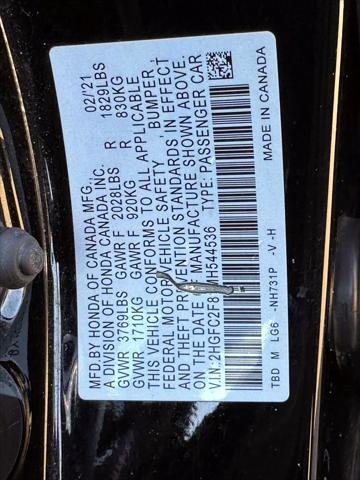 MFD BY HONDA OF CANADA MFG. 02/'21
A DIVISION OF HONDA CANADA INC.
GVWR 3769LBS GAWR F 2028LBS R 1829LBS
GVWR 1710KG GAWR F 920KG R 830KG
THIS VEHICLE CONFORMS TO ALL APPLICABLE
FEDERAL MOTOR VEHICLE SAFETY, BUMPER,
AND THEFT PREVENTION STANDARDS, IN EFFECT
ON THE DATE OF MANUFACTURE SHOWN ABOVE.
V.I.N: 2HGFC2F8 H544536 TYPE: PASSENGER CAR
TBD M LG6- NH731P -V-H MADE IN CANADA